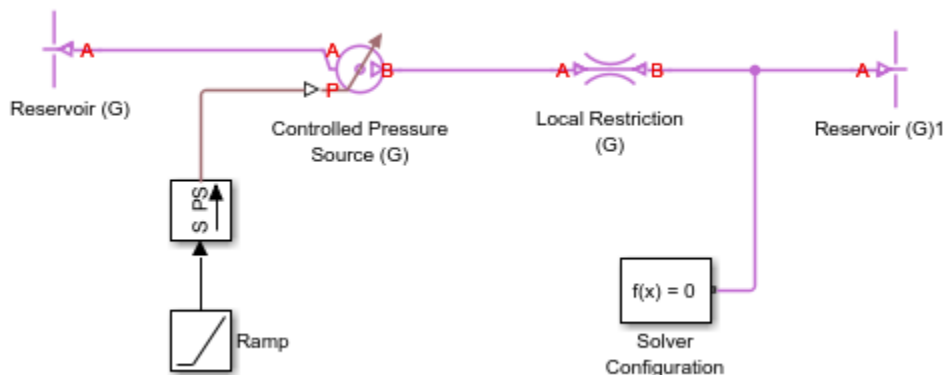 A
A
B
P
A
B
A
Reservoir (G)
Controlled Pressure
Source (G)
Local Restriction
(G)
Reservoir (G)1
S PS
f(x) = 0
Ramp
Solver
Configuration